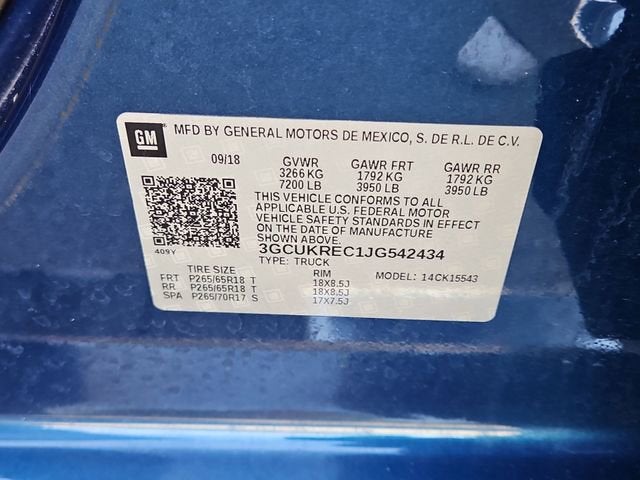 GM
MFD BY GENERAL MOTORS DE MEXICO, S. DE R.L. DE C.V.
09/18 GVWR GAWR FRT GAWR RR
3266 KG 1792 KG 1792 KG
7200 LB 3950 LB 3950 LB
THIS VEHICLE CONFORMS TO ALL
APPLICABLE U.S. FEDERAL MOTOR
VEHICLE SAFETY STANDARDS IN EFFECT
ON THE DATE OF MANUFACTURE
SHOWN ABOVE.
409Y
3GCUKREC1JG542434
TYPE: TRUCK
TIRE SIZE RIM MODEL: 14CK15543
FRT P265/65R18 T 18X8.5J
RR P265/65R18 T 18X8.5J
SPA P265/70R17 S 17X7.5J